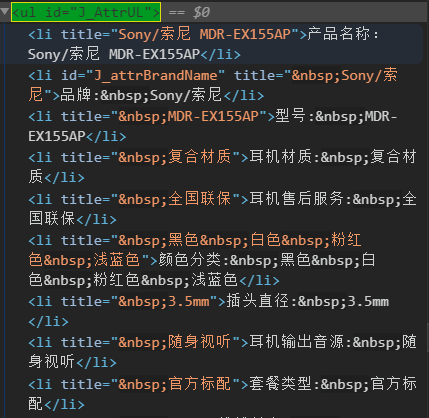 <ul id="J_AttrUL"> == $0
<li title="Sony/索尼 MDR-EX155AP">产品名称：
Sony/索尼 MDR-EX155AP</li>
<li id="J_attrBrandName" title="&nbsp;Sony/索
尼">品牌:&nbsp;Sony/索尼</li>
<li title="&nbsp;MDR-EX155AP">型号:&nbsp;MDR-
EX155AP</li>
<li title="&nbsp;复合材质">耳机材质:&nbsp;复合材
质</li>
<li title="&nbsp;全国联保">耳机售后服务:&nbsp;全
国联保</li>
<li title="&nbsp;黑色&nbsp;白色&nbsp;粉红
色&nbsp;浅蓝色">颜色分类:&nbsp;黑色&nbsp;白
色&nbsp;粉红色&nbsp;浅蓝色</li>
<li title="&nbsp;3.5mm">插头直径:&nbsp;3.5mm
</li>
<li title="&nbsp;随身视听">耳机输出音源:&nbsp;随
身视听</li>
<li title="&nbsp;官方标配">套餐类型:&nbsp;官方标
配</li>